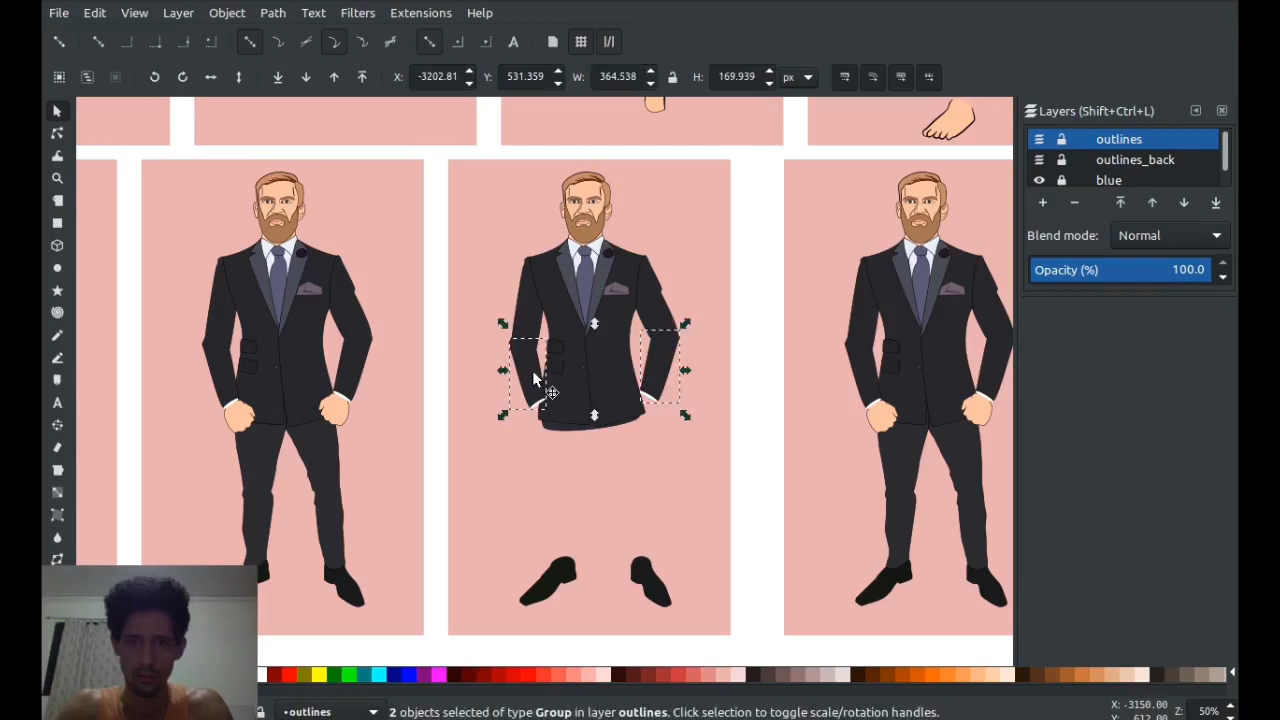 File Edit View Layer Object Path Text Filters Extensions Help
X: -3202.81 Y: 531.359 W: 364.538 H: 169.939 px
Layers (Shift+Ctrl+L)
outlines
outlines_back
blue
Blend mode: Normal
Opacity (%) 100.0
•outlines 2 objects selected of type Group in layer outlines. Click selection to toggle scale/rotation handles. X: -3150.00 Z: 50%
Y: 612.00